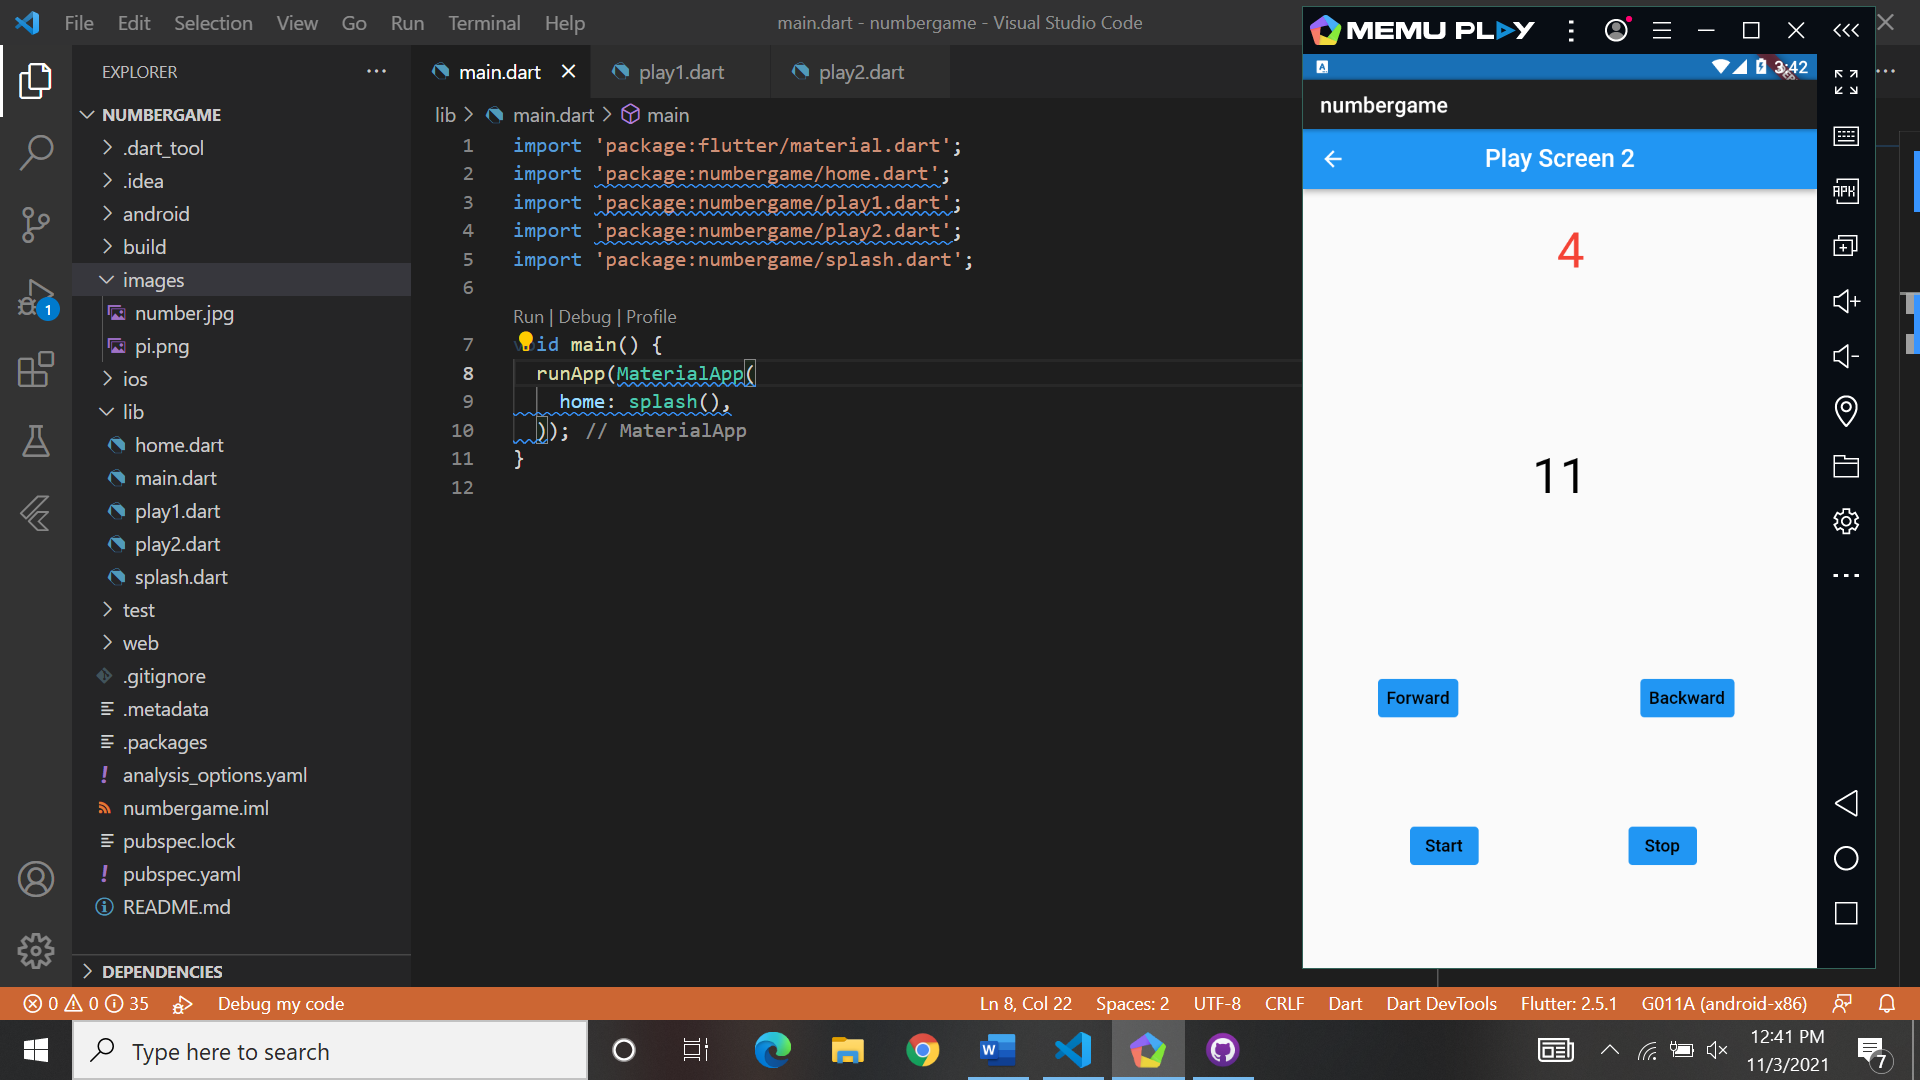 File Edit Selection View Go Run Terminal Help
main.dart - numbergame - Visual Studio Code
EXPLORER
NUMBERGAME
.dart_tool
.idea
android
build
images
number.jpg
pi.png
ios
lib
home.dart
main.dart
play1.dart
play2.dart
splash.dart
test
web
.gitignore
.metadata
.packages
analysis_options.yaml
numbergame.iml
pubspec.lock
pubspec.yaml
README.md
DEPENDENCIES
main.dart play1.dart play2.dart
lib > main.dart > main
1 import 'package:flutter/material.dart';
2 import 'package:numbergame/home.dart';
3 import 'package:numbergame/play1.dart';
4 import 'package:numbergame/play2.dart';
5 import 'package:numbergame/splash.dart';
6
Run | Debug | Profile
7 void main() {
8 runApp(MaterialApp(
9 home: splash(),
10 )); // MaterialApp
11 }
12
MEMU PLAY
3:42
numbergame
Play Screen 2
4
11
Forward Backward
Start Stop
APK
1
0 0 35 Debug my code
Ln 8, Col 22 Spaces: 2 UTF-8 CRLF Dart Dart DevTools Flutter: 2.5.1 G011A (android-x86)
Type here to search
12:41 PM
11/3/2021
7